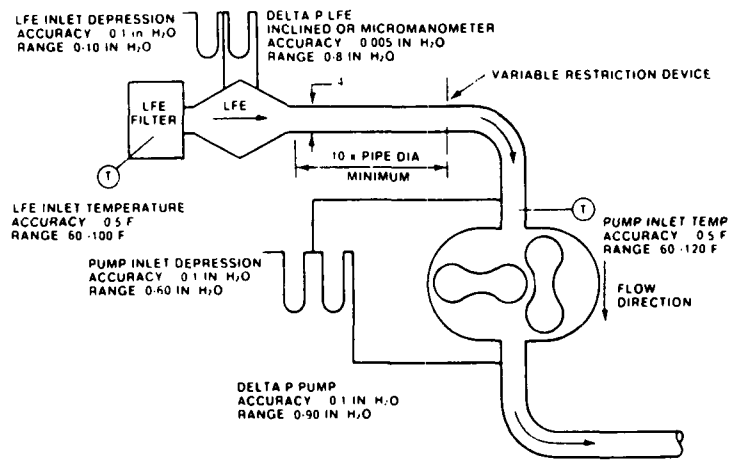 LFE INLET DEPRESSION
ACCURACY 0.1 in H₂O
RANGE 0-10 IN H₂O
DELTA P LFE
INCLINED OR MICROMANOMETER
ACCURACY 0.005 IN H₂O
RANGE 0-8 IN H₂O
VARIABLE RESTRICTION DEVICE
LFE
FILTER
LFE
10 x PIPE DIA
MINIMUM
T
LFE INLET TEMPERATURE
ACCURACY 0.5 F
RANGE 60-100 F
T
PUMP INLET TEMP
ACCURACY 0.5 F
RANGE 60-120 F
PUMP INLET DEPRESSION
ACCURACY 0.1 IN H₂O
RANGE 0-60 IN H₂O
FLOW
DIRECTION
DELTA P PUMP
ACCURACY 0.1 IN H₂O
RANGE 0-90 IN H₂O